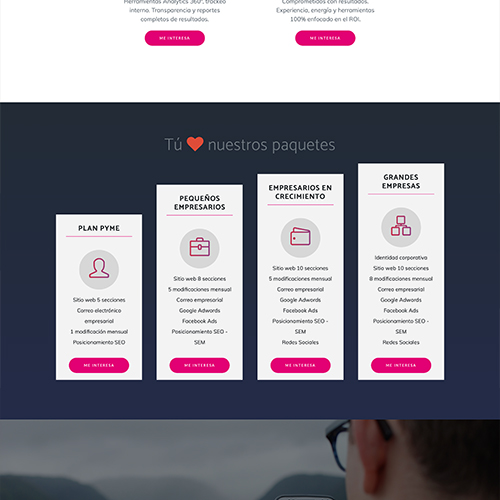 Herramientas Analytics 360°, trackeo
interno. Transparencia y reportes
completos de resultados.
ME INTERESA
Comprometidos con resultados.
Experiencia, energía y herramientas
100% enfocado en el ROI.
ME INTERESA
Tú nuestros paquetes
PLAN PYME
Sitio web 5 secciones
Correo electrónico
empresarial
1 modificación mensual
Posicionamiento SEO
ME INTERESA
PEQUEÑOS
EMPRESARIOS
Sitio web 8 secciones
5 modificaciones mensual
Correo empresarial
Google Adwords
Facebook Ads
Posicionamiento SEO -
SEM
ME INTERESA
EMPRESARIOS EN
CRECIMIENTO
Sitio web 10 secciones
5 modificaciones mensual
Correo empresarial
Google Adwords
Facebook Ads
Posicionamiento SEO -
SEM
Redes Sociales
ME INTERESA
GRANDES
EMPRESAS
Identidad corporativa
Sitio web 10 secciones
8 modificaciones mensual
Correo empresarial
Google Adwords
Facebook Ads
Posicionamiento SEO -
SEM
Redes Sociales
ME INTERESA